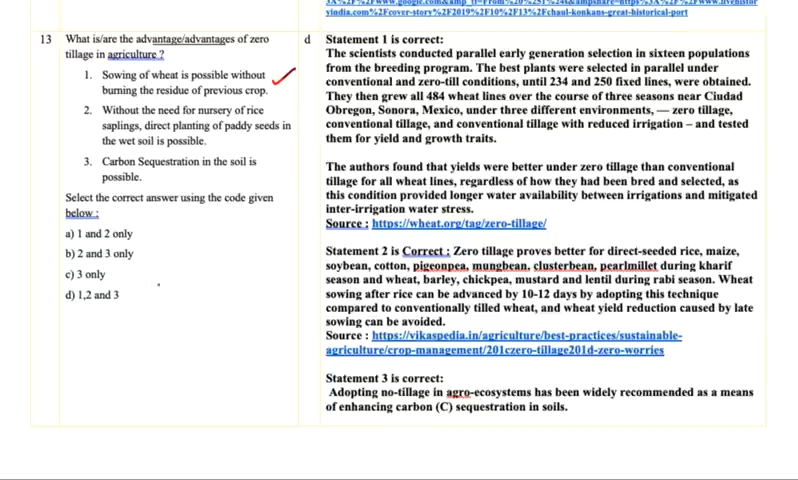 yindia.com%2Fcover-story%2F2019%2F10%2F13%2Fchaul-konkans-great-historical-port
13
What is/are the advantage/advantages of zero
tillage in agriculture ?
1. Sowing of wheat is possible without
burning the residue of previous crop.
2. Without the need for nursery of rice
saplings, direct planting of paddy seeds in
the wet soil is possible.
3. Carbon Sequestration in the soil is
possible.
Select the correct answer using the code given
below :
a) 1 and 2 only
b) 2 and 3 only
c) 3 only
d) 1,2 and 3
d
Statement 1 is correct:
The scientists conducted parallel early generation selection in sixteen populations
from the breeding program. The best plants were selected in parallel under
conventional and zero-till conditions, until 234 and 250 fixed lines, were obtained.
They then grew all 484 wheat lines over the course of three seasons near Ciudad
Obregon, Sonora, Mexico, under three different environments, — zero tillage,
conventional tillage, and conventional tillage with reduced irrigation – and tested
them for yield and growth traits.
The authors found that yields were better under zero tillage than conventional
tillage for all wheat lines, regardless of how they had been bred and selected, as
this condition provided longer water availability between irrigations and mitigated
inter-irrigation water stress.
Source : https://wheat.org/tag/zero-tillage/
Statement 2 is Correct : Zero tillage proves better for direct-seeded rice, maize,
soybean, cotton, pigeonpea, mungbean, clusterbean, pearlmillet during kharif
season and wheat, barley, chickpea, mustard and lentil during rabi season. Wheat
sowing after rice can be advanced by 10-12 days by adopting this technique
compared to conventionally tilled wheat, and wheat yield reduction caused by late
sowing can be avoided.
Source : https://vikaspedia.in/agriculture/best-practices/sustainable-
agriculture/crop-management/201czero-tillage201d-zero-worries
Statement 3 is correct:
Adopting no-tillage in agro-ecosystems has been widely recommended as a means
of enhancing carbon (C) sequestration in soils.